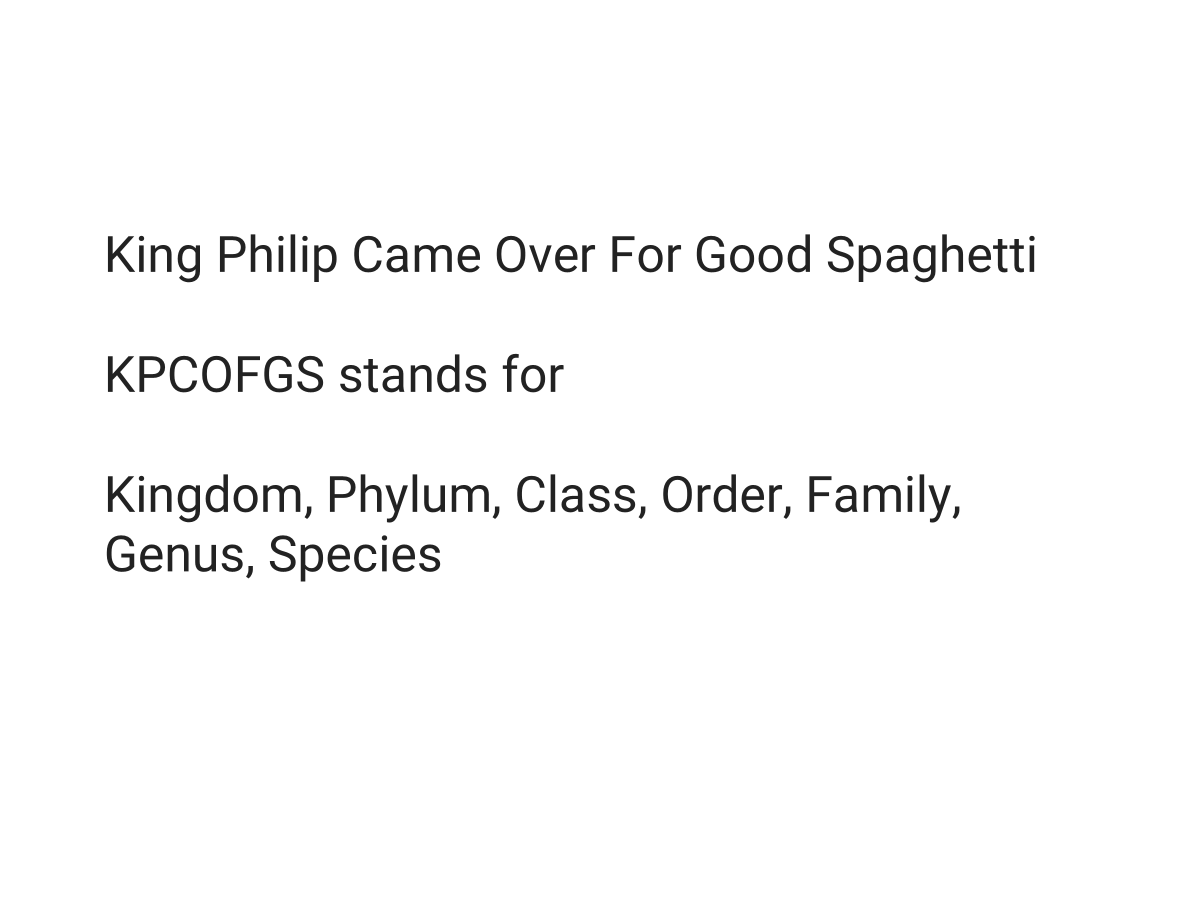 King Philip Came Over For Good Spaghetti
KPCOFGS stands for
Kingdom, Phylum, Class, Order, Family,
Genus, Species